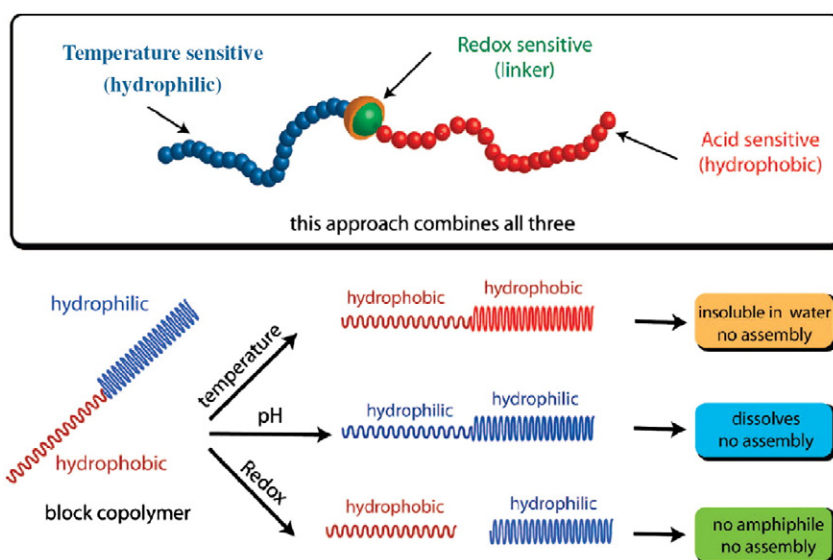 Temperature sensitive
(hydrophilic)
Redox sensitive
(linker)
Acid sensitive
(hydrophobic)
this approach combines all three
hydrophilic
hydrophobic
block copolymer
temperature
hydrophobic
hydrophobic
insoluble in water
no assembly
pH
hydrophilic
hydrophilic
dissolves
no assembly
Redox
hydrophobic
hydrophilic
no amphiphile
no assembly